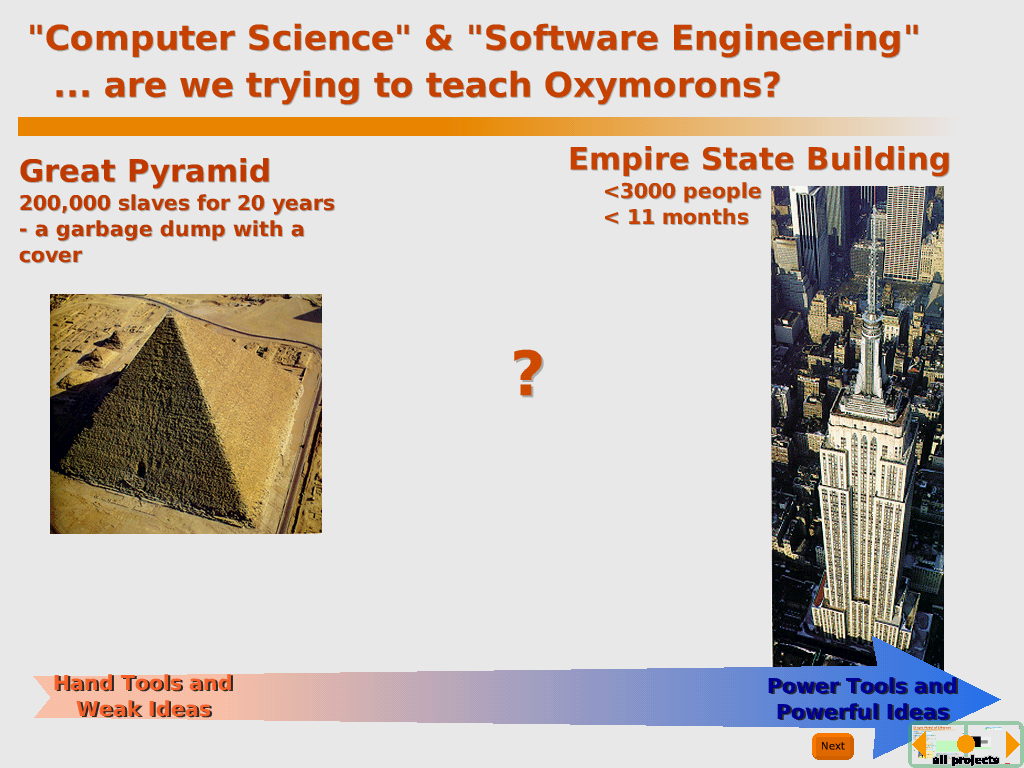 "Computer Science" & "Software Engineering"
... are we trying to teach Oxymorons?
Great Pyramid
200,000 slaves for 20 years
- a garbage dump with a
cover
Empire State Building
<3000 people
< 11 months
?
Hand Tools and
Weak Ideas
Power Tools and
Powerful Ideas
Next
all projects